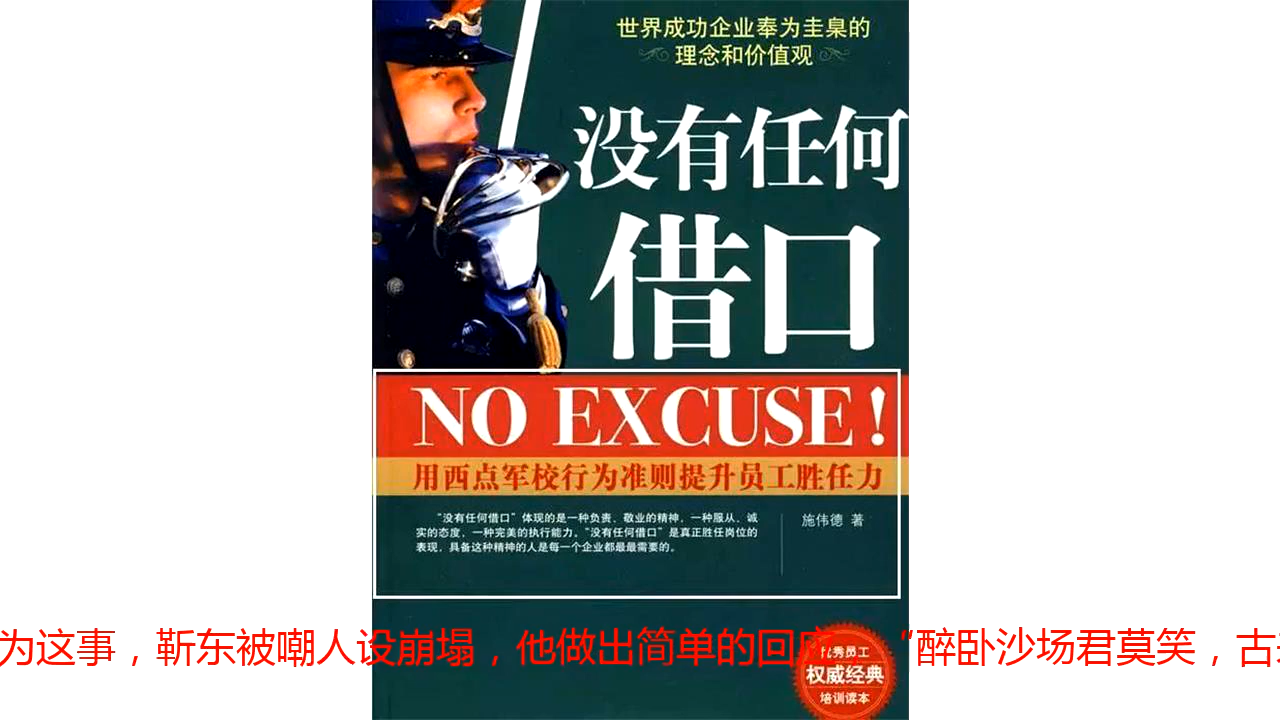 世界成功企业奉为圭臬的
理念和价值观
没有任何
借口
NO EXCUSE!
用西点军校行为准则提升员工胜任力
“没有任何借口”体现的是一种负责、敬业的精神，一种服从、诚
实的态度，一种完美的执行能力。“没有任何借口”是真正胜任岗位的
表现，具备这种精神的人是每一个企业都最最需要的。
施伟德 著
为这事，靳东被嘲人设崩塌，他做出简单的回应：“醉卧沙场君莫笑，古来
优秀员工
权威经典
培训读本